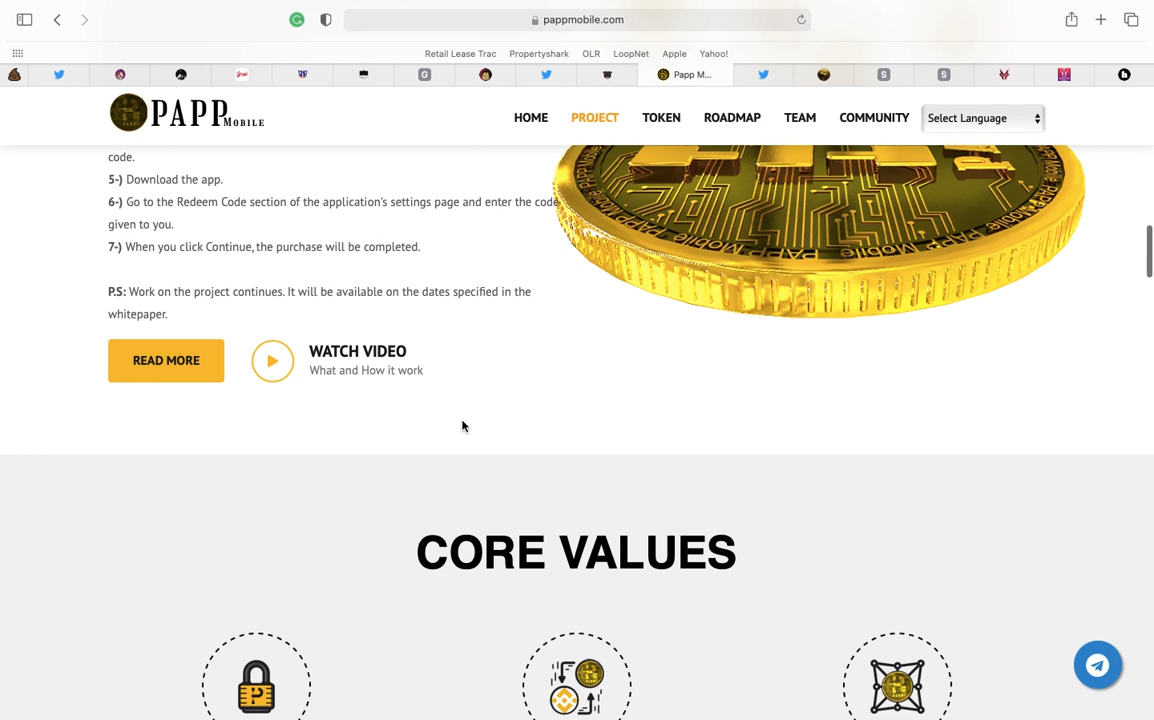 pappmobile.com
Retail Lease Trac Propertyshark OLR LoopNet Apple Yahoo!
G
Papp M...
S
S
PAPP MOBILE
HOME PROJECT TOKEN ROADMAP TEAM COMMUNITY Select Language
code.
5-) Download the app.
6-) Go to the Redeem Code section of the application's settings page and enter the code
given to you.
7-) When you click Continue, the purchase will be completed.
P.S: Work on the project continues. It will be available on the dates specified in the
whitepaper.
READ MORE
WATCH VIDEO
What and How it work
CORE VALUES